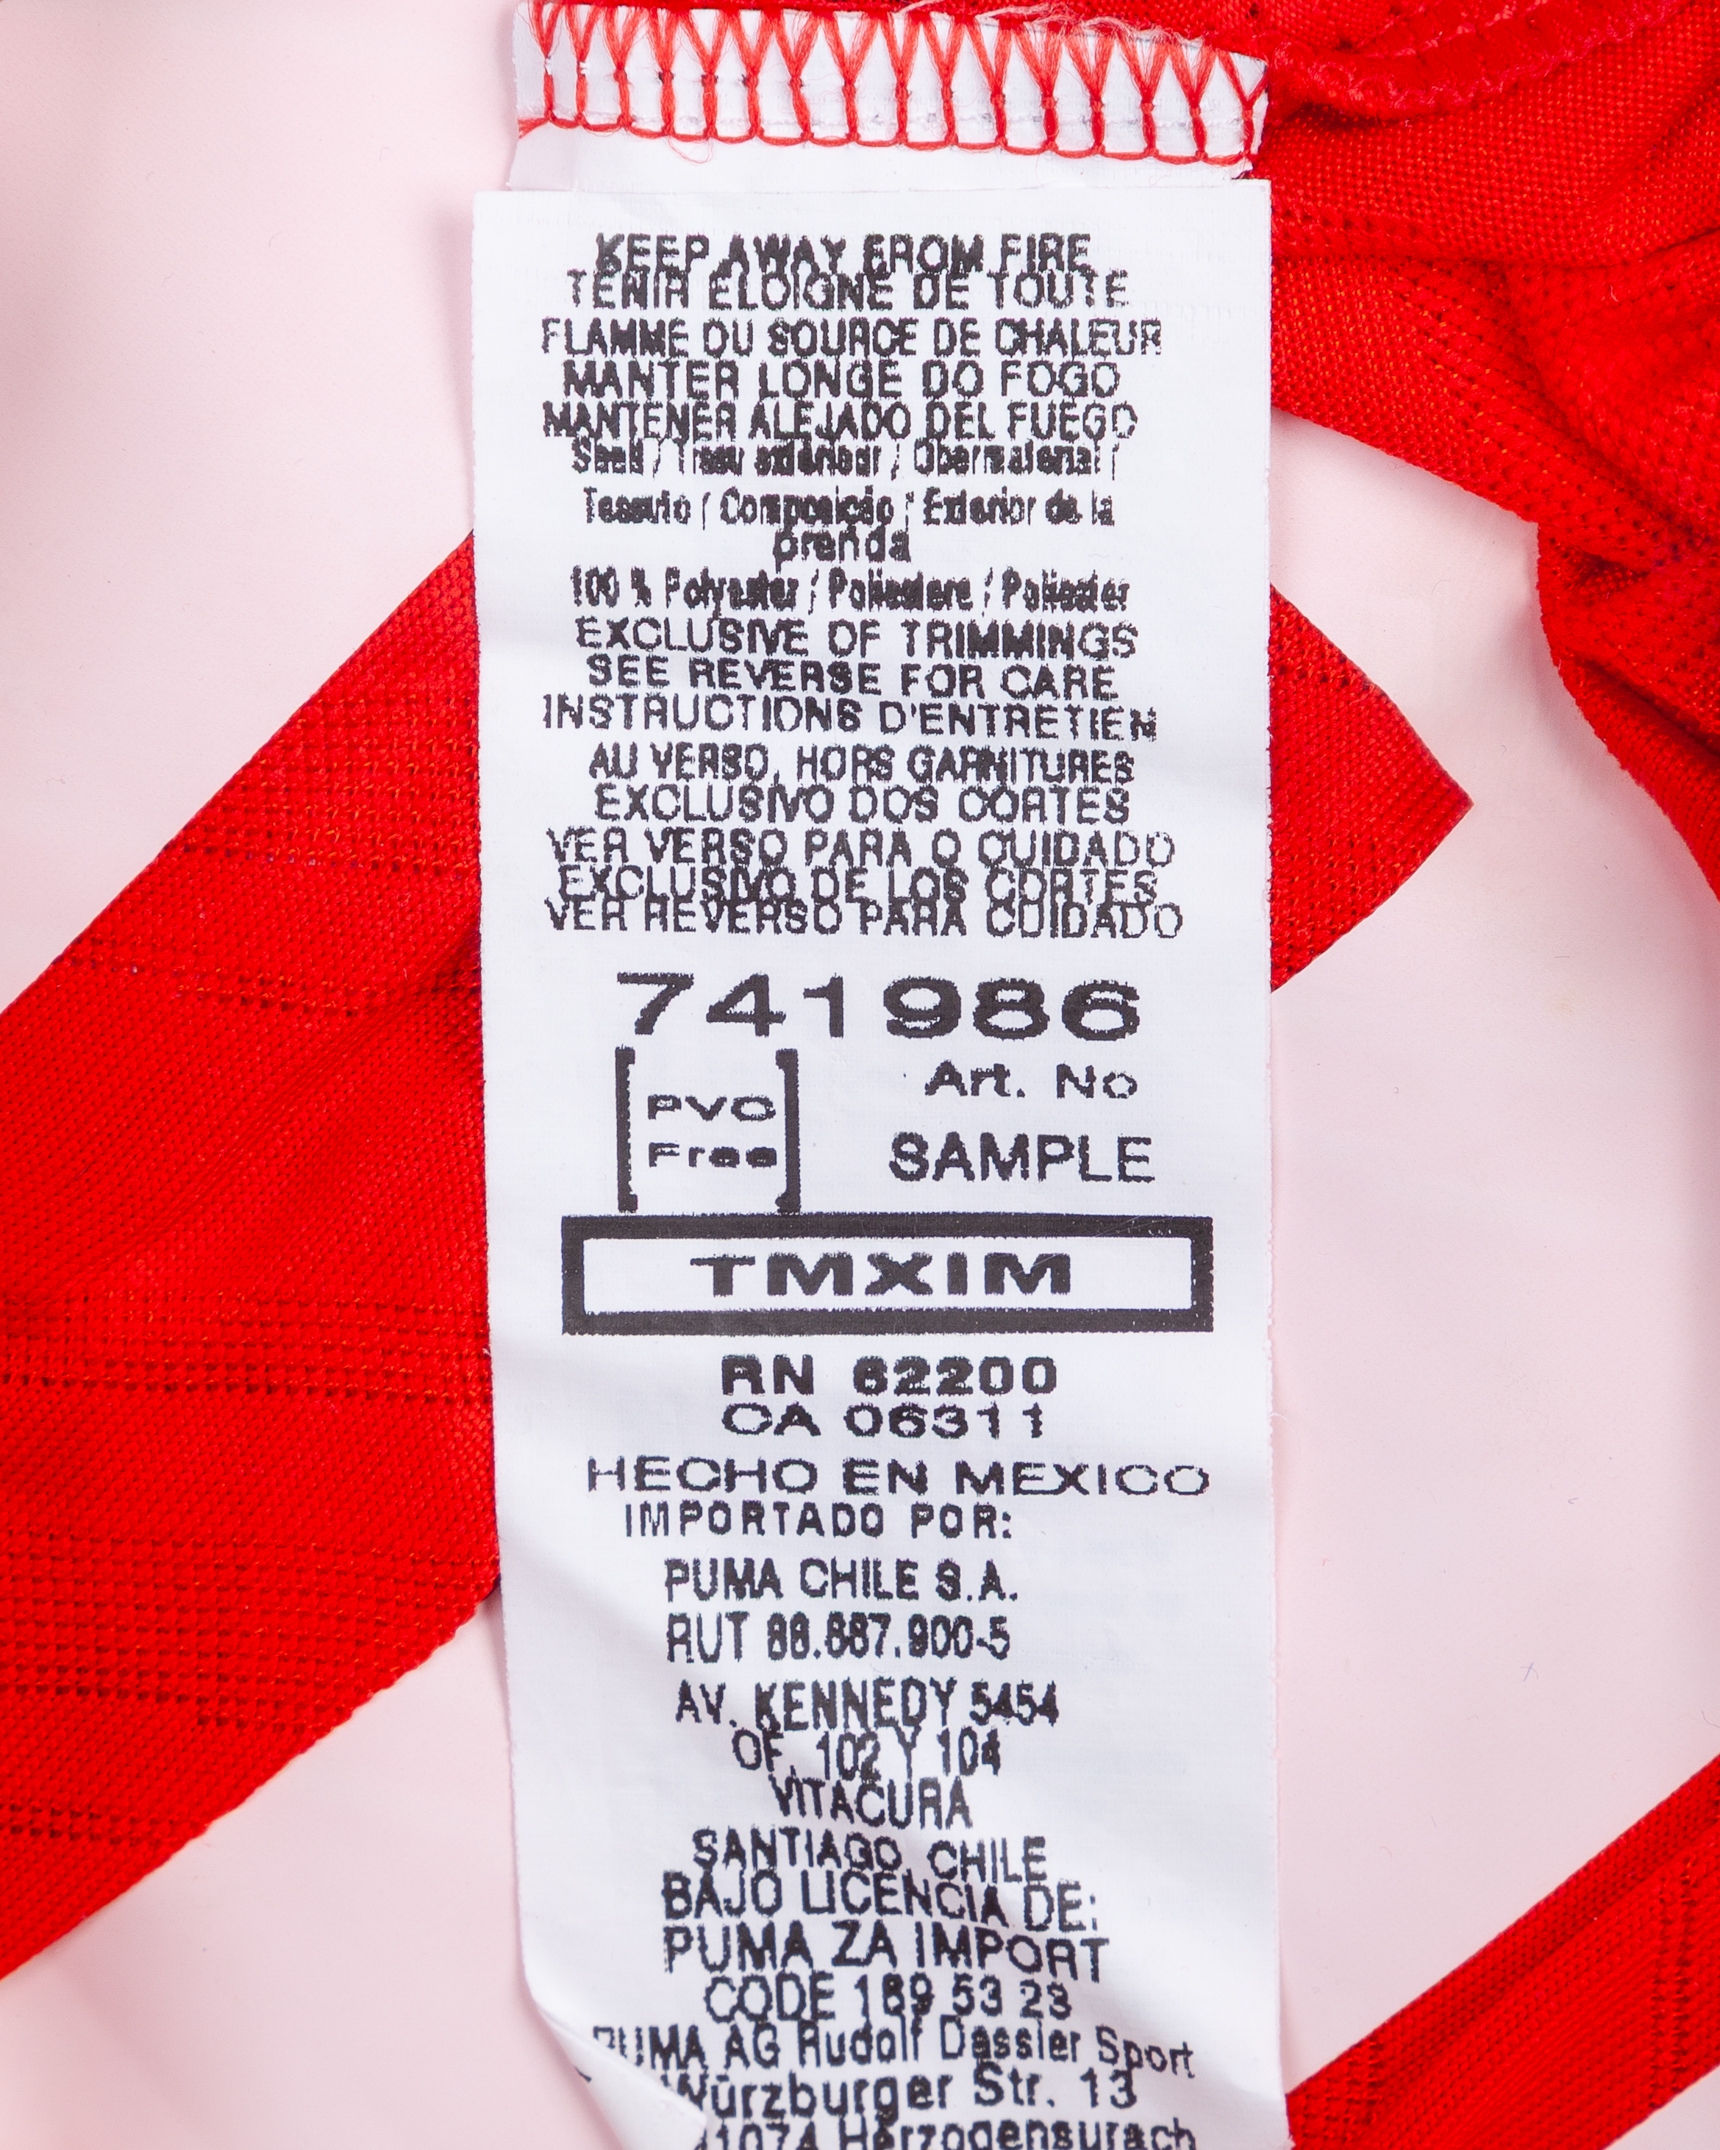 KEEP AWAY FROM FIRE
TENIR ELOIGNE DE TOUTE
FLAMME OU SOURCE DE CHALEUR
MANTER LONGE DO FOGO
MANTENER ALEJADO DEL FUEGO
Shell / Tissu extérieur / Obermaterial /
Tessuto / Composição / Exterior de la
prenda
100 % Polyester / Poliestere / Poliester
EXCLUSIVE OF TRIMMINGS
SEE REVERSE FOR CARE
INSTRUCTIONS D'ENTRETIEN
AU VERSO, HORS GARNITURES
EXCLUSIVO DOS CORTES
VER VERSO PARA O CUIDADO
EXCLUSIVO DE LOS CORTES
VER REVERSO PARA CUIDADO
741986
Art. No
PVC
Free
SAMPLE
TMXIM
RN 62200
CA 06311
HECHO EN MEXICO
IMPORTADO POR:
PUMA CHILE S.A.
RUT
AV. KENNEDY 5454
OF. 102 Y 104
VITACURA
SANTIAGO, CHILE
BAJO LICENCIA DE:
PUMA ZA IMPORT
CODE 189 53 23
PUMA AG Rudolf Dassler Sport
Würzburger Str. 13
91074 Herzogenaurach